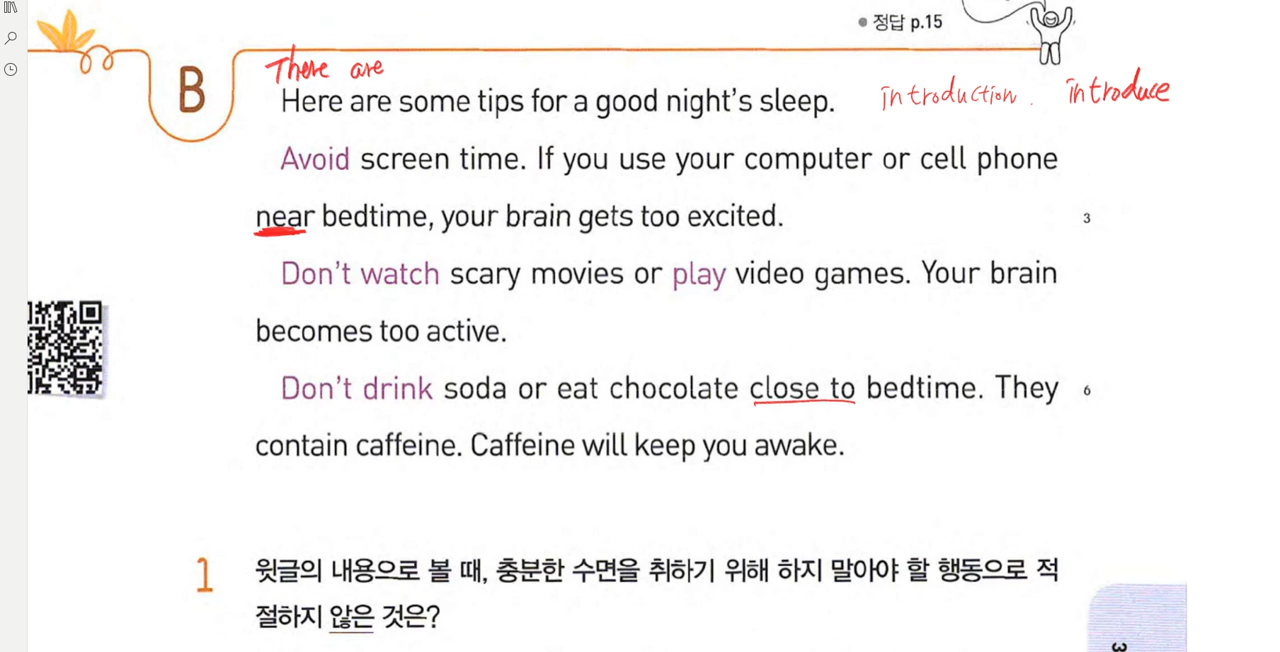 ● 정답 p.15
B
There are
Here are some tips for a good night's sleep.
introduction. introduce
Avoid screen time. If you use your computer or cell phone
near bedtime, your brain gets too excited.
3
Don't watch scary movies or play video games. Your brain
becomes too active.
Don't drink soda or eat chocolate close to bedtime. They
6
contain caffeine. Caffeine will keep you awake.
1 윗글의 내용으로 볼 때, 충분한 수면을 취하기 위해 하지 말아야 할 행동으로 적
절하지 않은 것은?
3